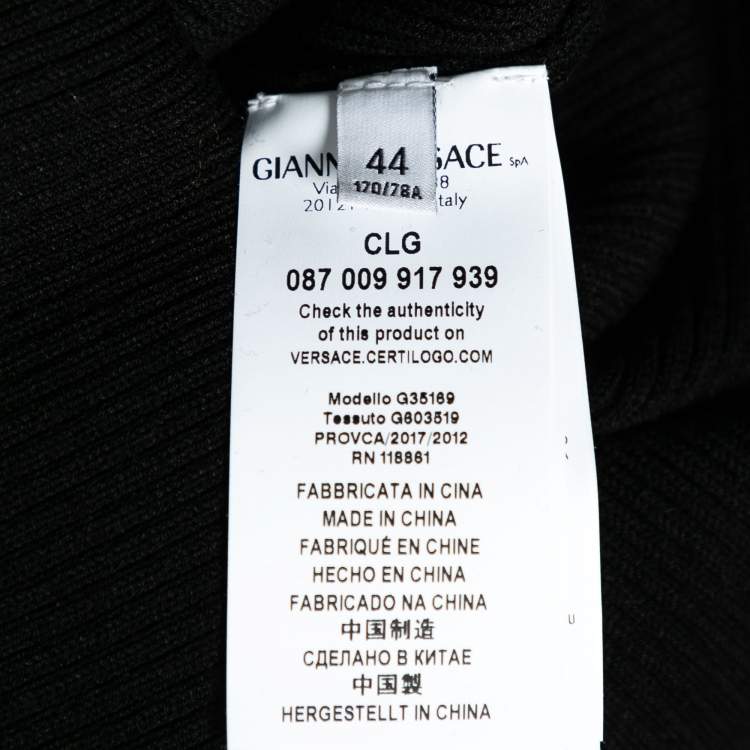 44
170/78A
GIANN SACE SpA
Via 8
2012 taly
CLG
087 009 917 939
Check the authenticity
of this product on
VERSACE.CERTILOGO.COM
Modello G35169
Tessuto G603519
PROVCA/2017/2012
RN 118861
FABBRICATA IN CINA
MADE IN CHINA
FABRIQUÉ EN CHINE
HECHO EN CHINA
FABRICADO NA CHINA
中国制造
СДЕЛАНО В КИТАЕ
中国製
HERGESTELLT IN CHINA